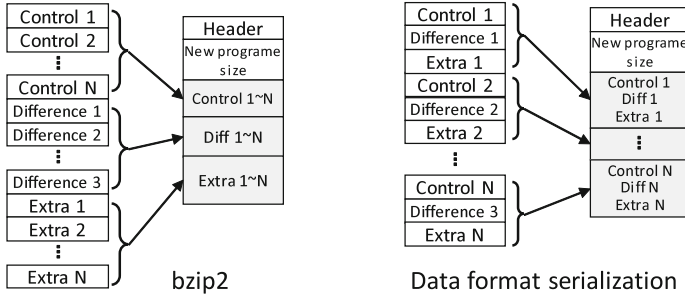 Control 1
Control 2
⋮
Control N
Difference 1
Difference 2
⋮
Difference 3
Extra 1
Extra 2
⋮
Extra N
Header
New programe
size
Control 1~N
Diff 1~N
Extra 1~N
bzip2
Control 1
Difference 1
Extra 1
Control 2
Difference 2
Extra 2
⋮
Control N
Difference 3
Extra N
Header
New programe
size
Control 1
Diff 1
Extra 1
⋮
Control N
Diff N
Extra N
Data format serialization